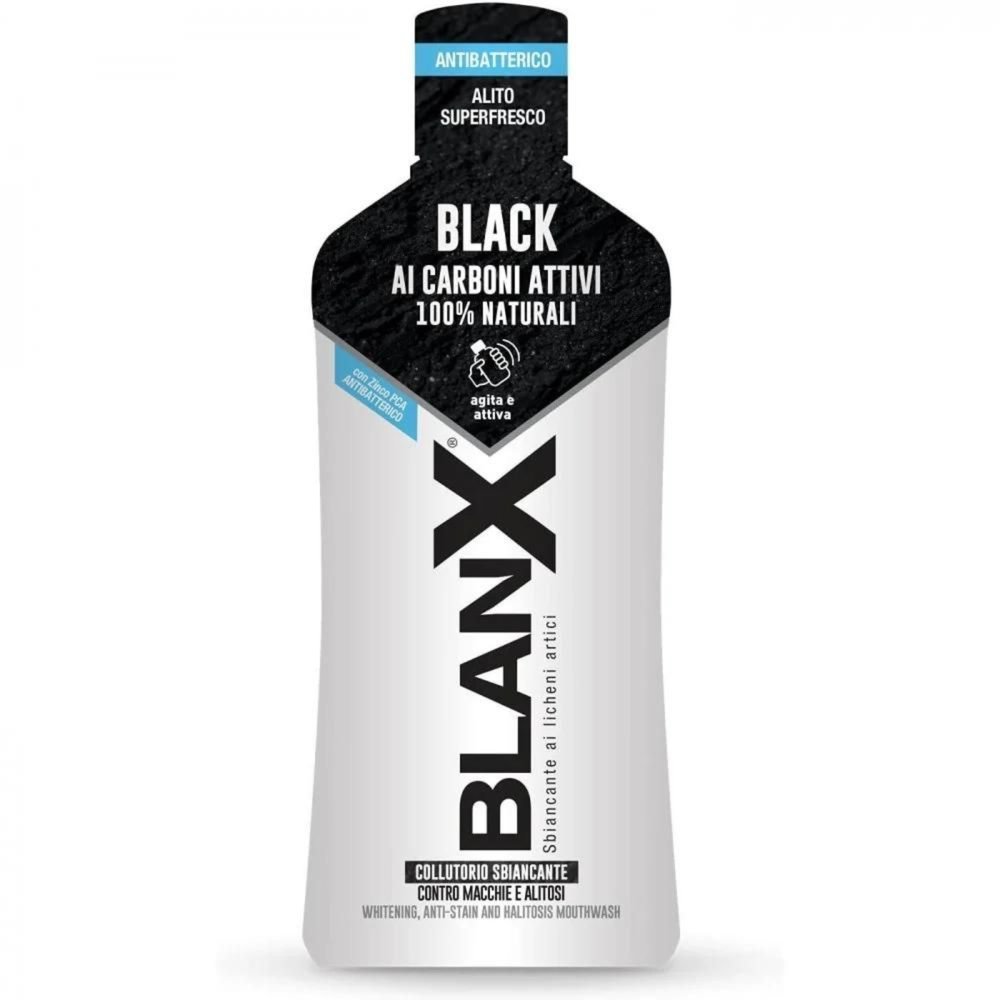 ANTIBATTERICO
ALITO
SUPERFRESCO
BLACK
AI CARBONI ATTIVI
100% NATURALI
agita e
attiva
con Zinco PCA
ANTIBATTERICO
BLANX®
Sbiancante ai licheni artici
COLLUTORIO SBIANCANTE
CONTRO MACCHIE E ALITOSI
WHITENING, ANTI-STAIN AND HALITOSIS MOUTHWASH